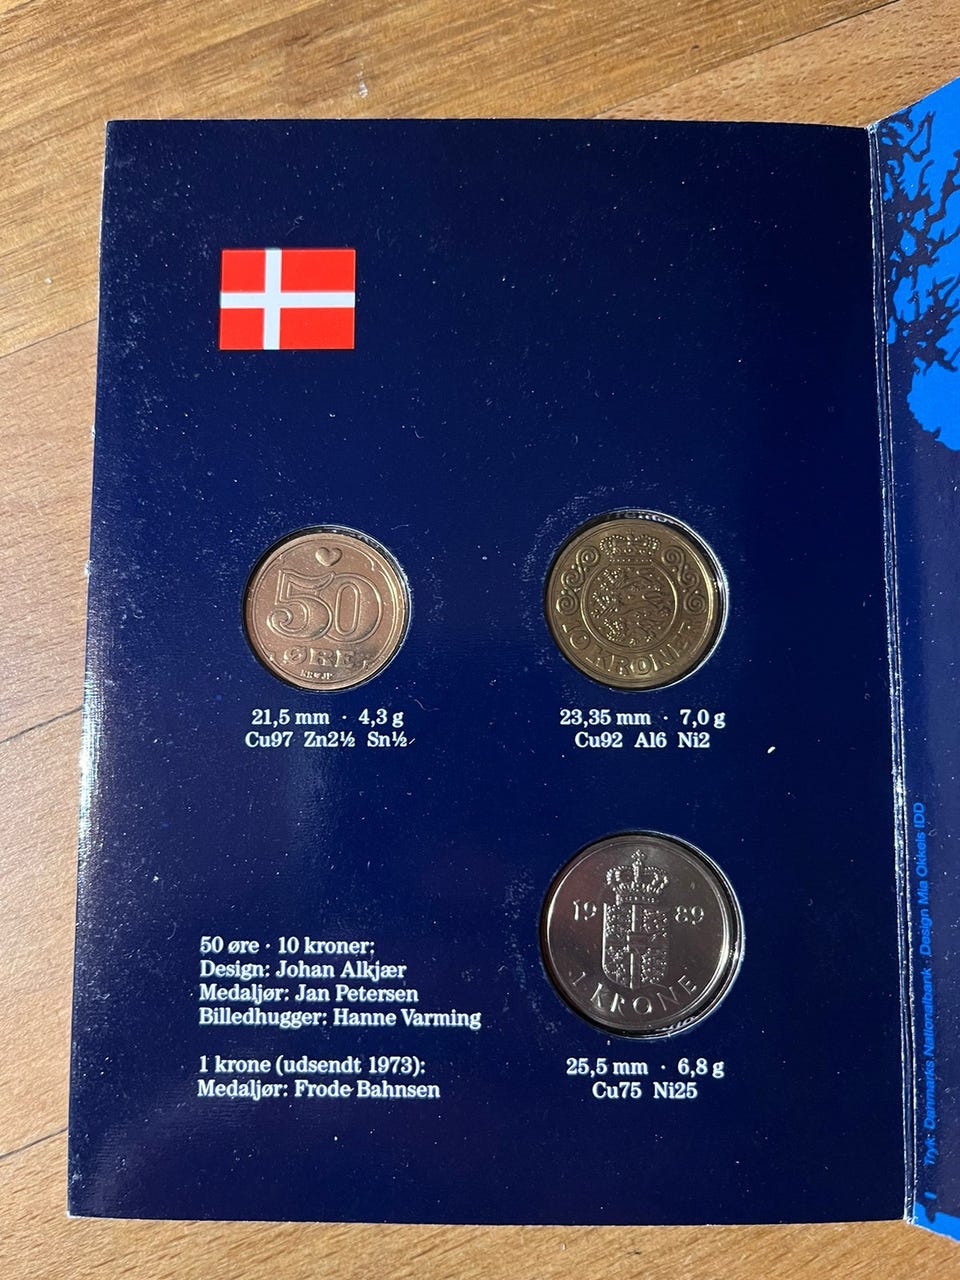 50
ØRE
10 KRONER
21,5 mm · 4,3 g
Cu97 Zn2½ Sn½
23,35 mm · 7,0 g
Cu92 Al6 Ni2
19 89
1 KRONE
25,5 mm · 6,8 g
Cu75 Ni25
50 øre · 10 kroner:
Design: Johan Alkjær
Medaljør: Jan Petersen
Billedhugger: Hanne Varming
1 krone (udsendt 1973):
Medaljør: Frode Bahnsen
Tryk: Danmarks Nationalbank · Design Mia Okkels IDD